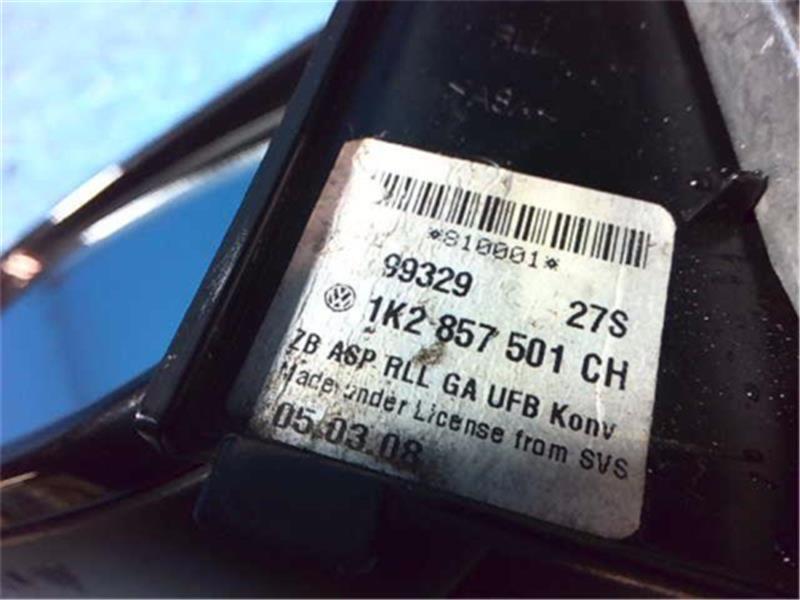 *810001*
99329 27S
1K2 857 501 CH
ZB ASP RLL GA UFB Konv
Made under License from SVS
05.03.08